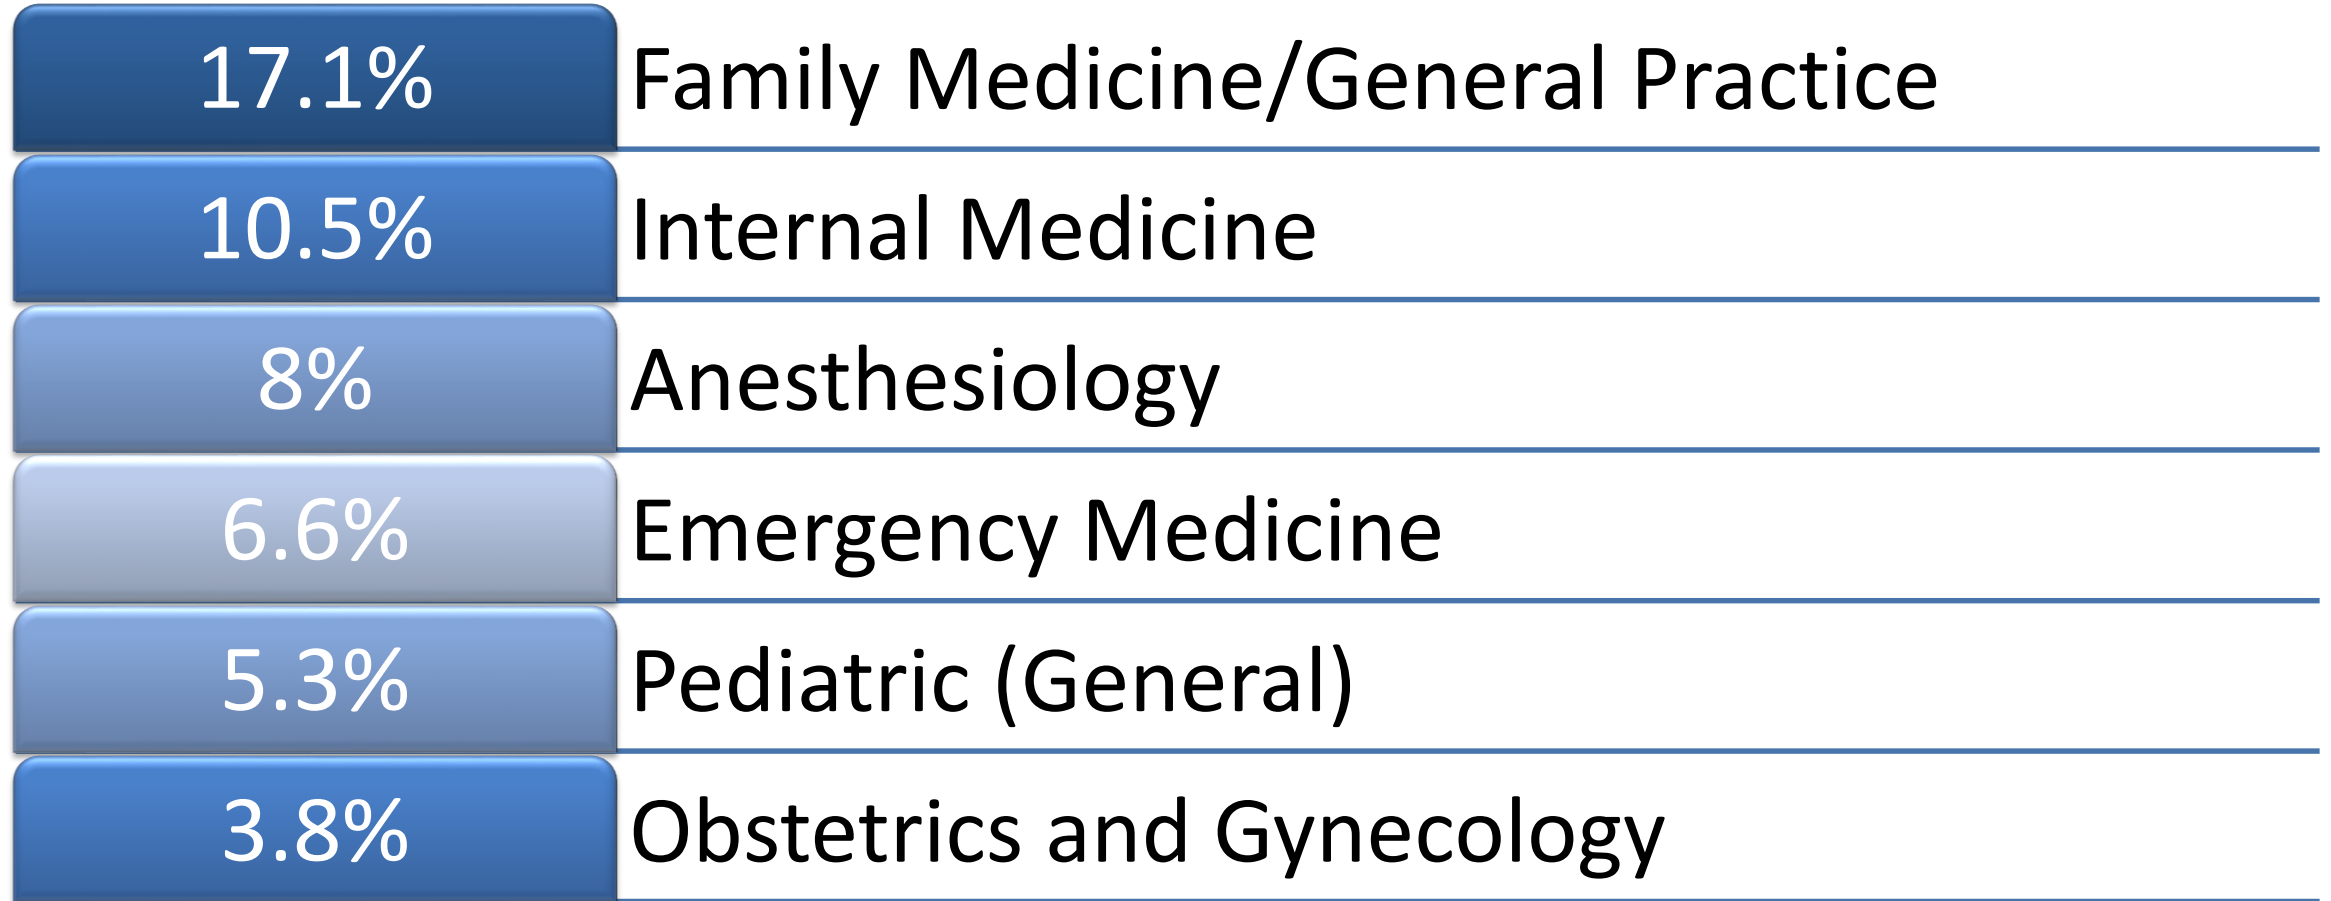 17.1% Family Medicine/General Practice
10.5% Internal Medicine
8% Anesthesiology
6.6% Emergency Medicine
5.3% Pediatric (General)
3.8% Obstetrics and Gynecology